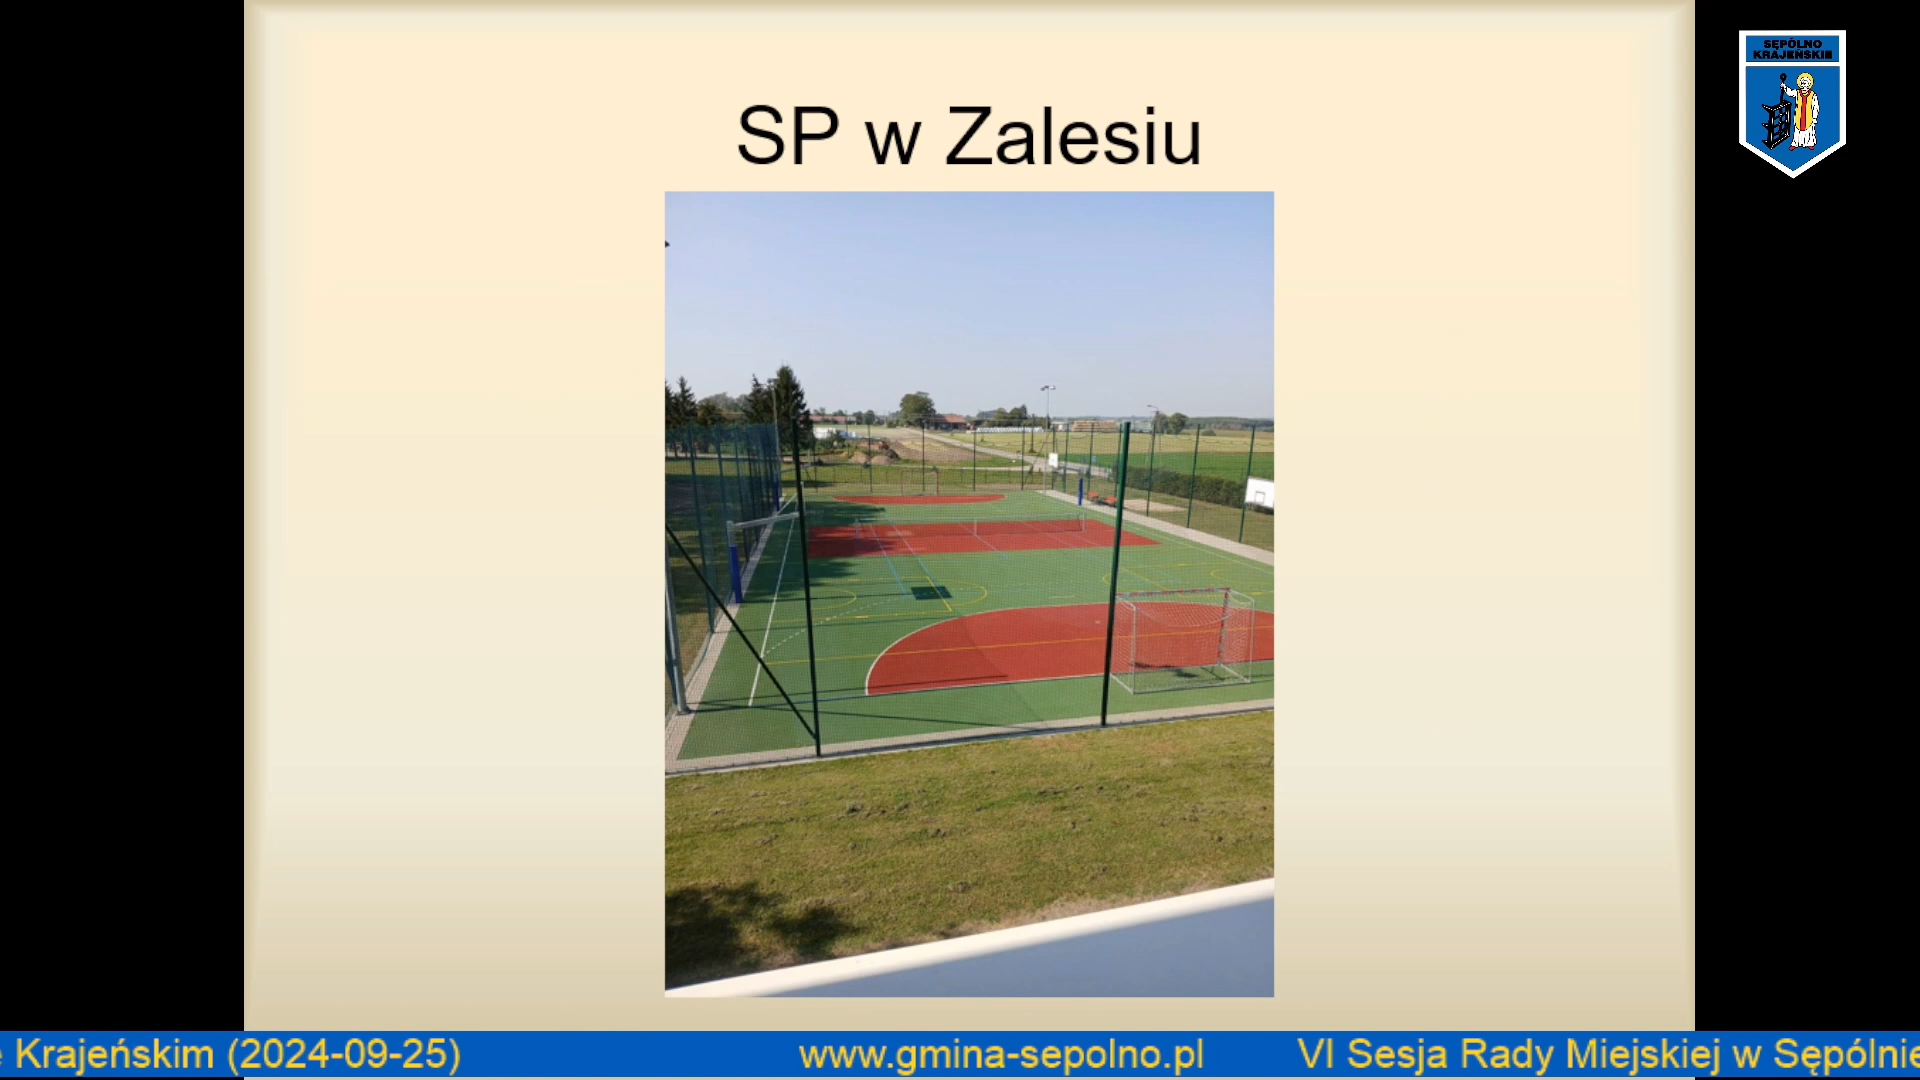 SĘPÓLNO
KRAJEŃSKIE
SP w Zalesiu
Krajeńskim (2024-09-25) www.gmina-sepolno.pl VI Sesja Rady Miejskiej w Sępólnie